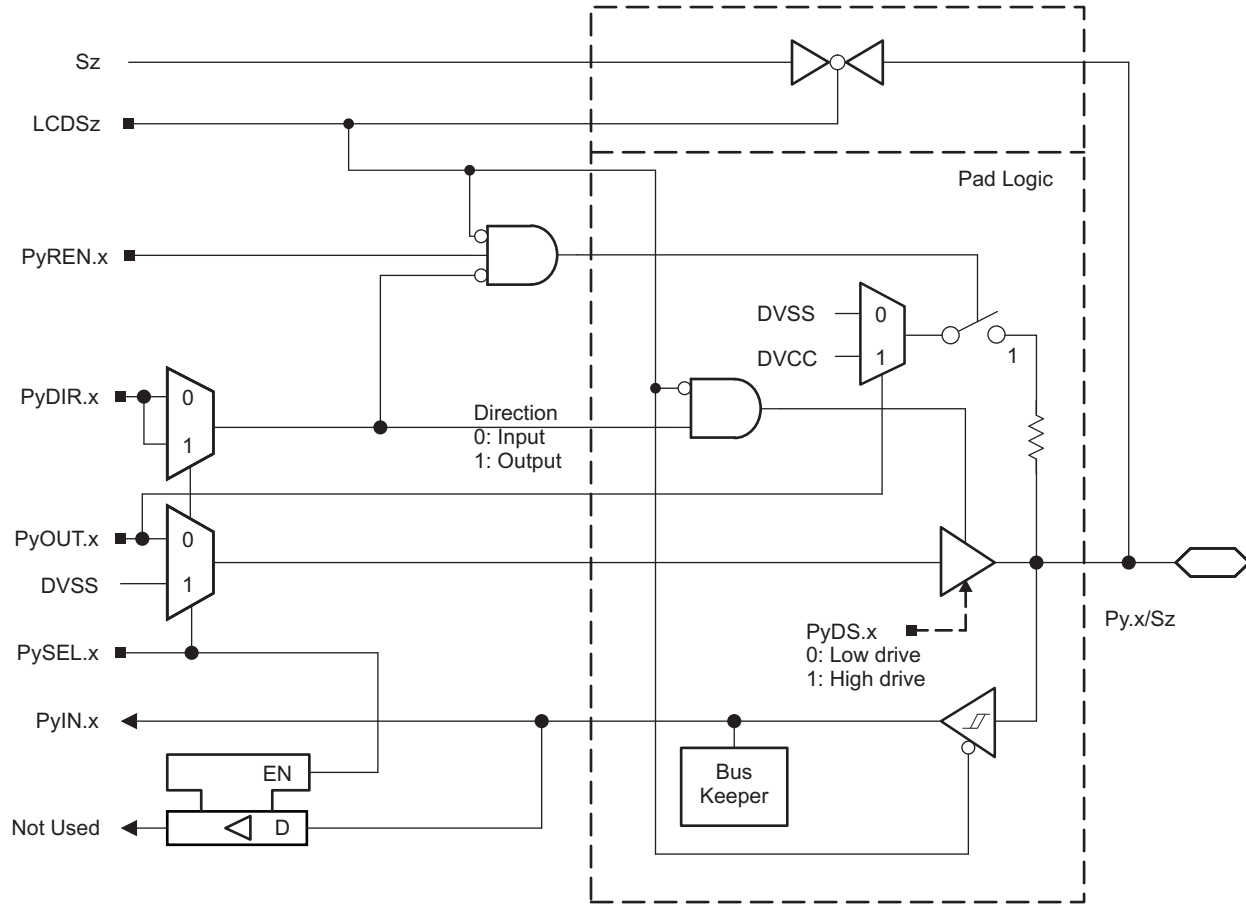 Sz
LCDSz
Pad Logic
PyREN.x
DVSS
0
DVCC
1
1
PyDIR.x
0
1
Direction
0: Input
1: Output
PyOUT.x
0
DVSS
1
PyDS.x
0: Low drive
1: High drive
Py.x/Sz
PySEL.x
PyIN.x
EN
D
Bus
Keeper
Not Used